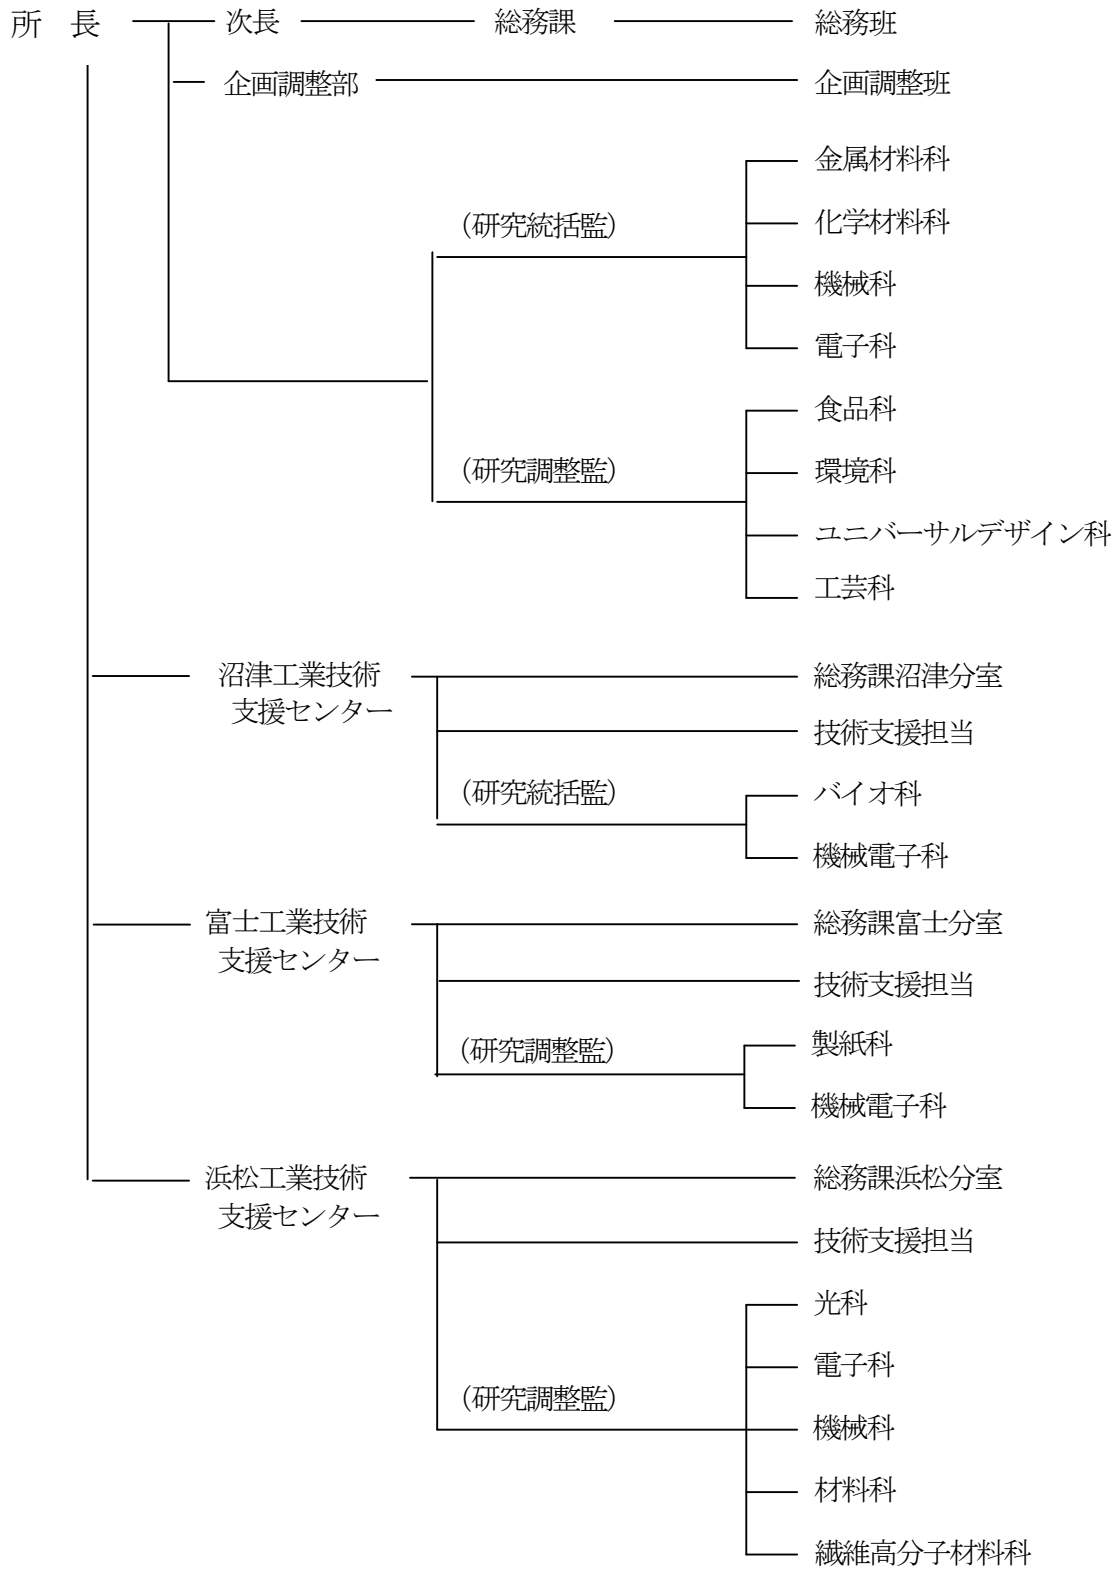 所　長　次長　総務課　総務班
企画調整部　企画調整班
金属材料科
(研究統括監)　化学材料科
機械科
電子科
食品科
(研究調整監)　環境科
ユニバーサルデザイン科
工芸科
沼津工業技術　総務課沼津分室
支援センター　技術支援担当
(研究統括監)　バイオ科
機械電子科
富士工業技術　総務課富士分室
支援センター　技術支援担当
(研究調整監)　製紙科
機械電子科
浜松工業技術　総務課浜松分室
支援センター　技術支援担当
光科
電子科
(研究調整監)　機械科
材料科
繊維高分子材料科